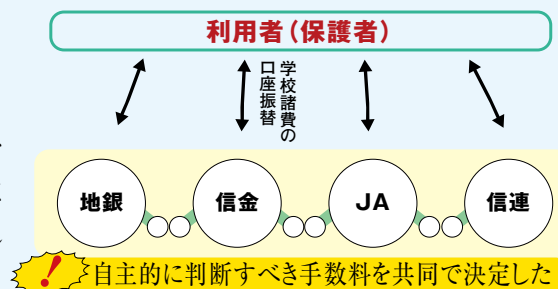 利用者（保護者）
学校諸費の
口座振替
地銀
信金
JA
信連
！自主的に判断すべき手数料を共同で決定した